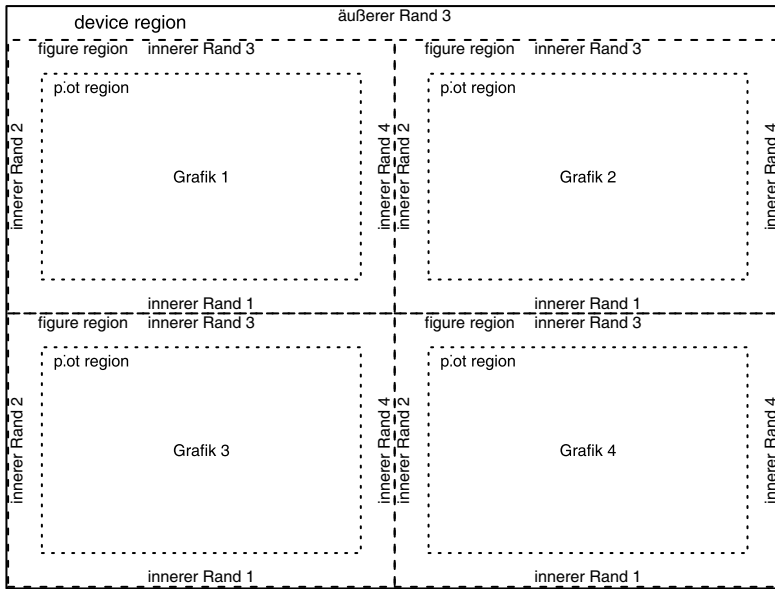 äußerer Rand 3
device region
figure region innerer Rand 3
plot region
innerer Rand 2
Grafik 1
innerer Rand 4
innerer Rand 1
figure region innerer Rand 3
plot region
innerer Rand 2
Grafik 2
innerer Rand 4
innerer Rand 1
figure region innerer Rand 3
plot region
innerer Rand 2
Grafik 3
innerer Rand 4
innerer Rand 1
figure region innerer Rand 3
plot region
innerer Rand 2
Grafik 4
innerer Rand 4
innerer Rand 1